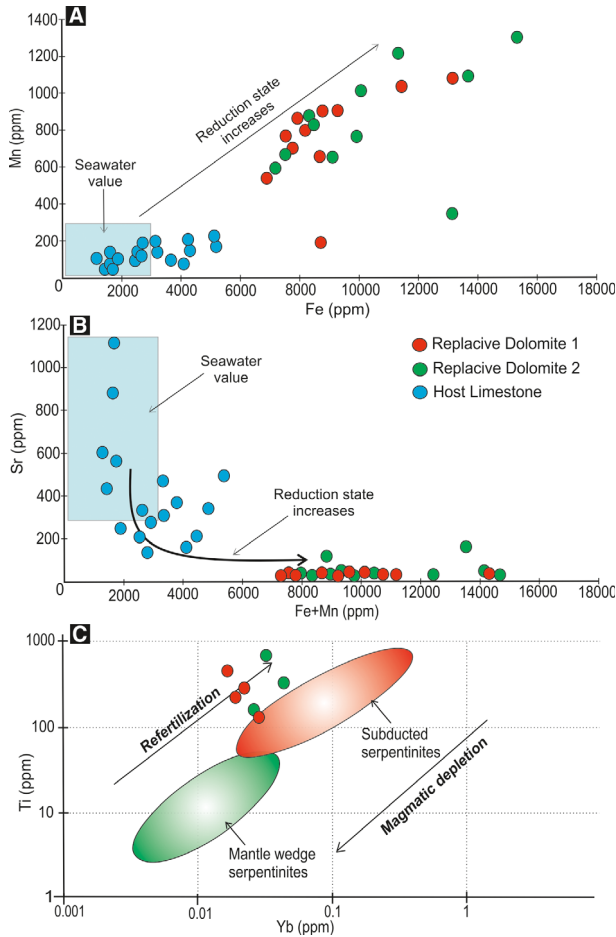 A
1400
1200
1000
800
600
400
200
0
Mn (ppm)
Reduction state
increases
Seawater
value
2000
4000
6000
8000
10000
12000
14000
16000
18000
Fe (ppm)
B
1200
1000
800
600
400
200
0
Sr (ppm)
Seawater
value
Replacive Dolomite 1
Replacive Dolomite 2
Host Limestone
Reduction state
increases
2000
4000
6000
8000
10000
12000
14000
16000
18000
Fe+Mn (ppm)
C
1000
100
10
1
Ti (ppm)
Refertilization
Subducted
serpentinites
Magmatic depletion
Mantle wedge
serpentinites
0.001
0.01
0.1
1
Yb (ppm)